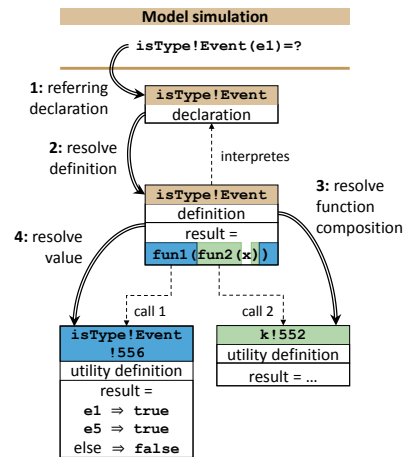 Model simulation
isType!Event(e1)=?
1: referring
declaration
isType!Event
declaration
2: resolve
definition
interpretes
isType!Event
definition
result =
fun1(fun2(x))
3: resolve
function
composition
4: resolve
value
call 1
call 2
isType!Event
!556
utility definition
result =
e1 ⇒ true
e5 ⇒ true
else ⇒ false
k!552
utility definition
result = ...